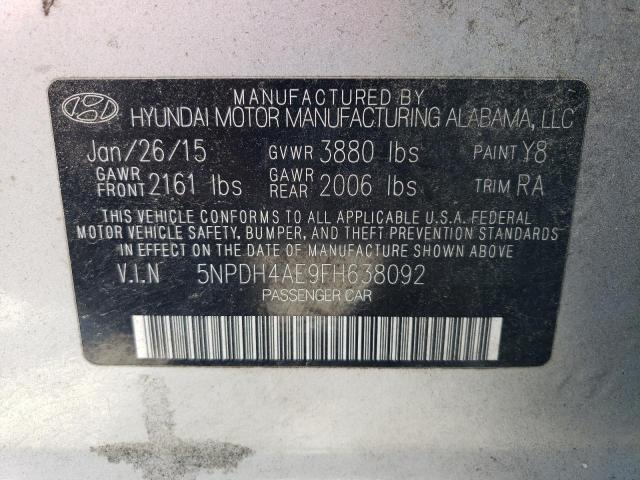 MANUFACTURED BY
HYUNDAI MOTOR MANUFACTURING ALABAMA, LLC
Jan/26/15 GVWR 3880 lbs PAINT Y8
GAWR FRONT 2161 lbs GAWR REAR 2006 lbs TRIM RA
THIS VEHICLE CONFORMS TO ALL APPLICABLE U.S.A. FEDERAL
MOTOR VEHICLE SAFETY, BUMPER, AND THEFT PREVENTION STANDARDS
IN EFFECT ON THE DATE OF MANUFACTURE SHOWN ABOVE
V.I.N 5NPDH4AE9FH638092
PASSENGER CAR